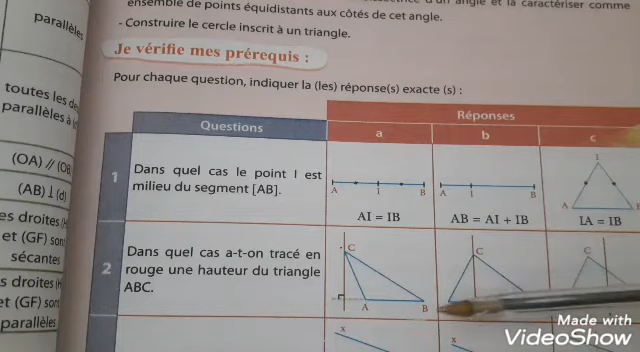 ensemble de points équidistants aux côtés de cet angle.
- Construire le cercle inscrit à un triangle.
Je vérifie mes prérequis :
Pour chaque question, indiquer la (les) réponse(s) exacte (s) :
Questions
Réponses
a b c
1
Dans quel cas le point I est
milieu du segment [AB].
A I B
AI = IB
A I B
AB = AI + IB
I
A
IA = IB
2
Dans quel cas a-t-on tracé en
rouge une hauteur du triangle
ABC.
C
A B
C
C
x
x
parallèles
toutes les
parallèles à
(OA) //
(AB) ⊥ (d)
es droites
et (GF) son
sécantes
s droites
et (GF) son
parallèles
Made with
VideoShow